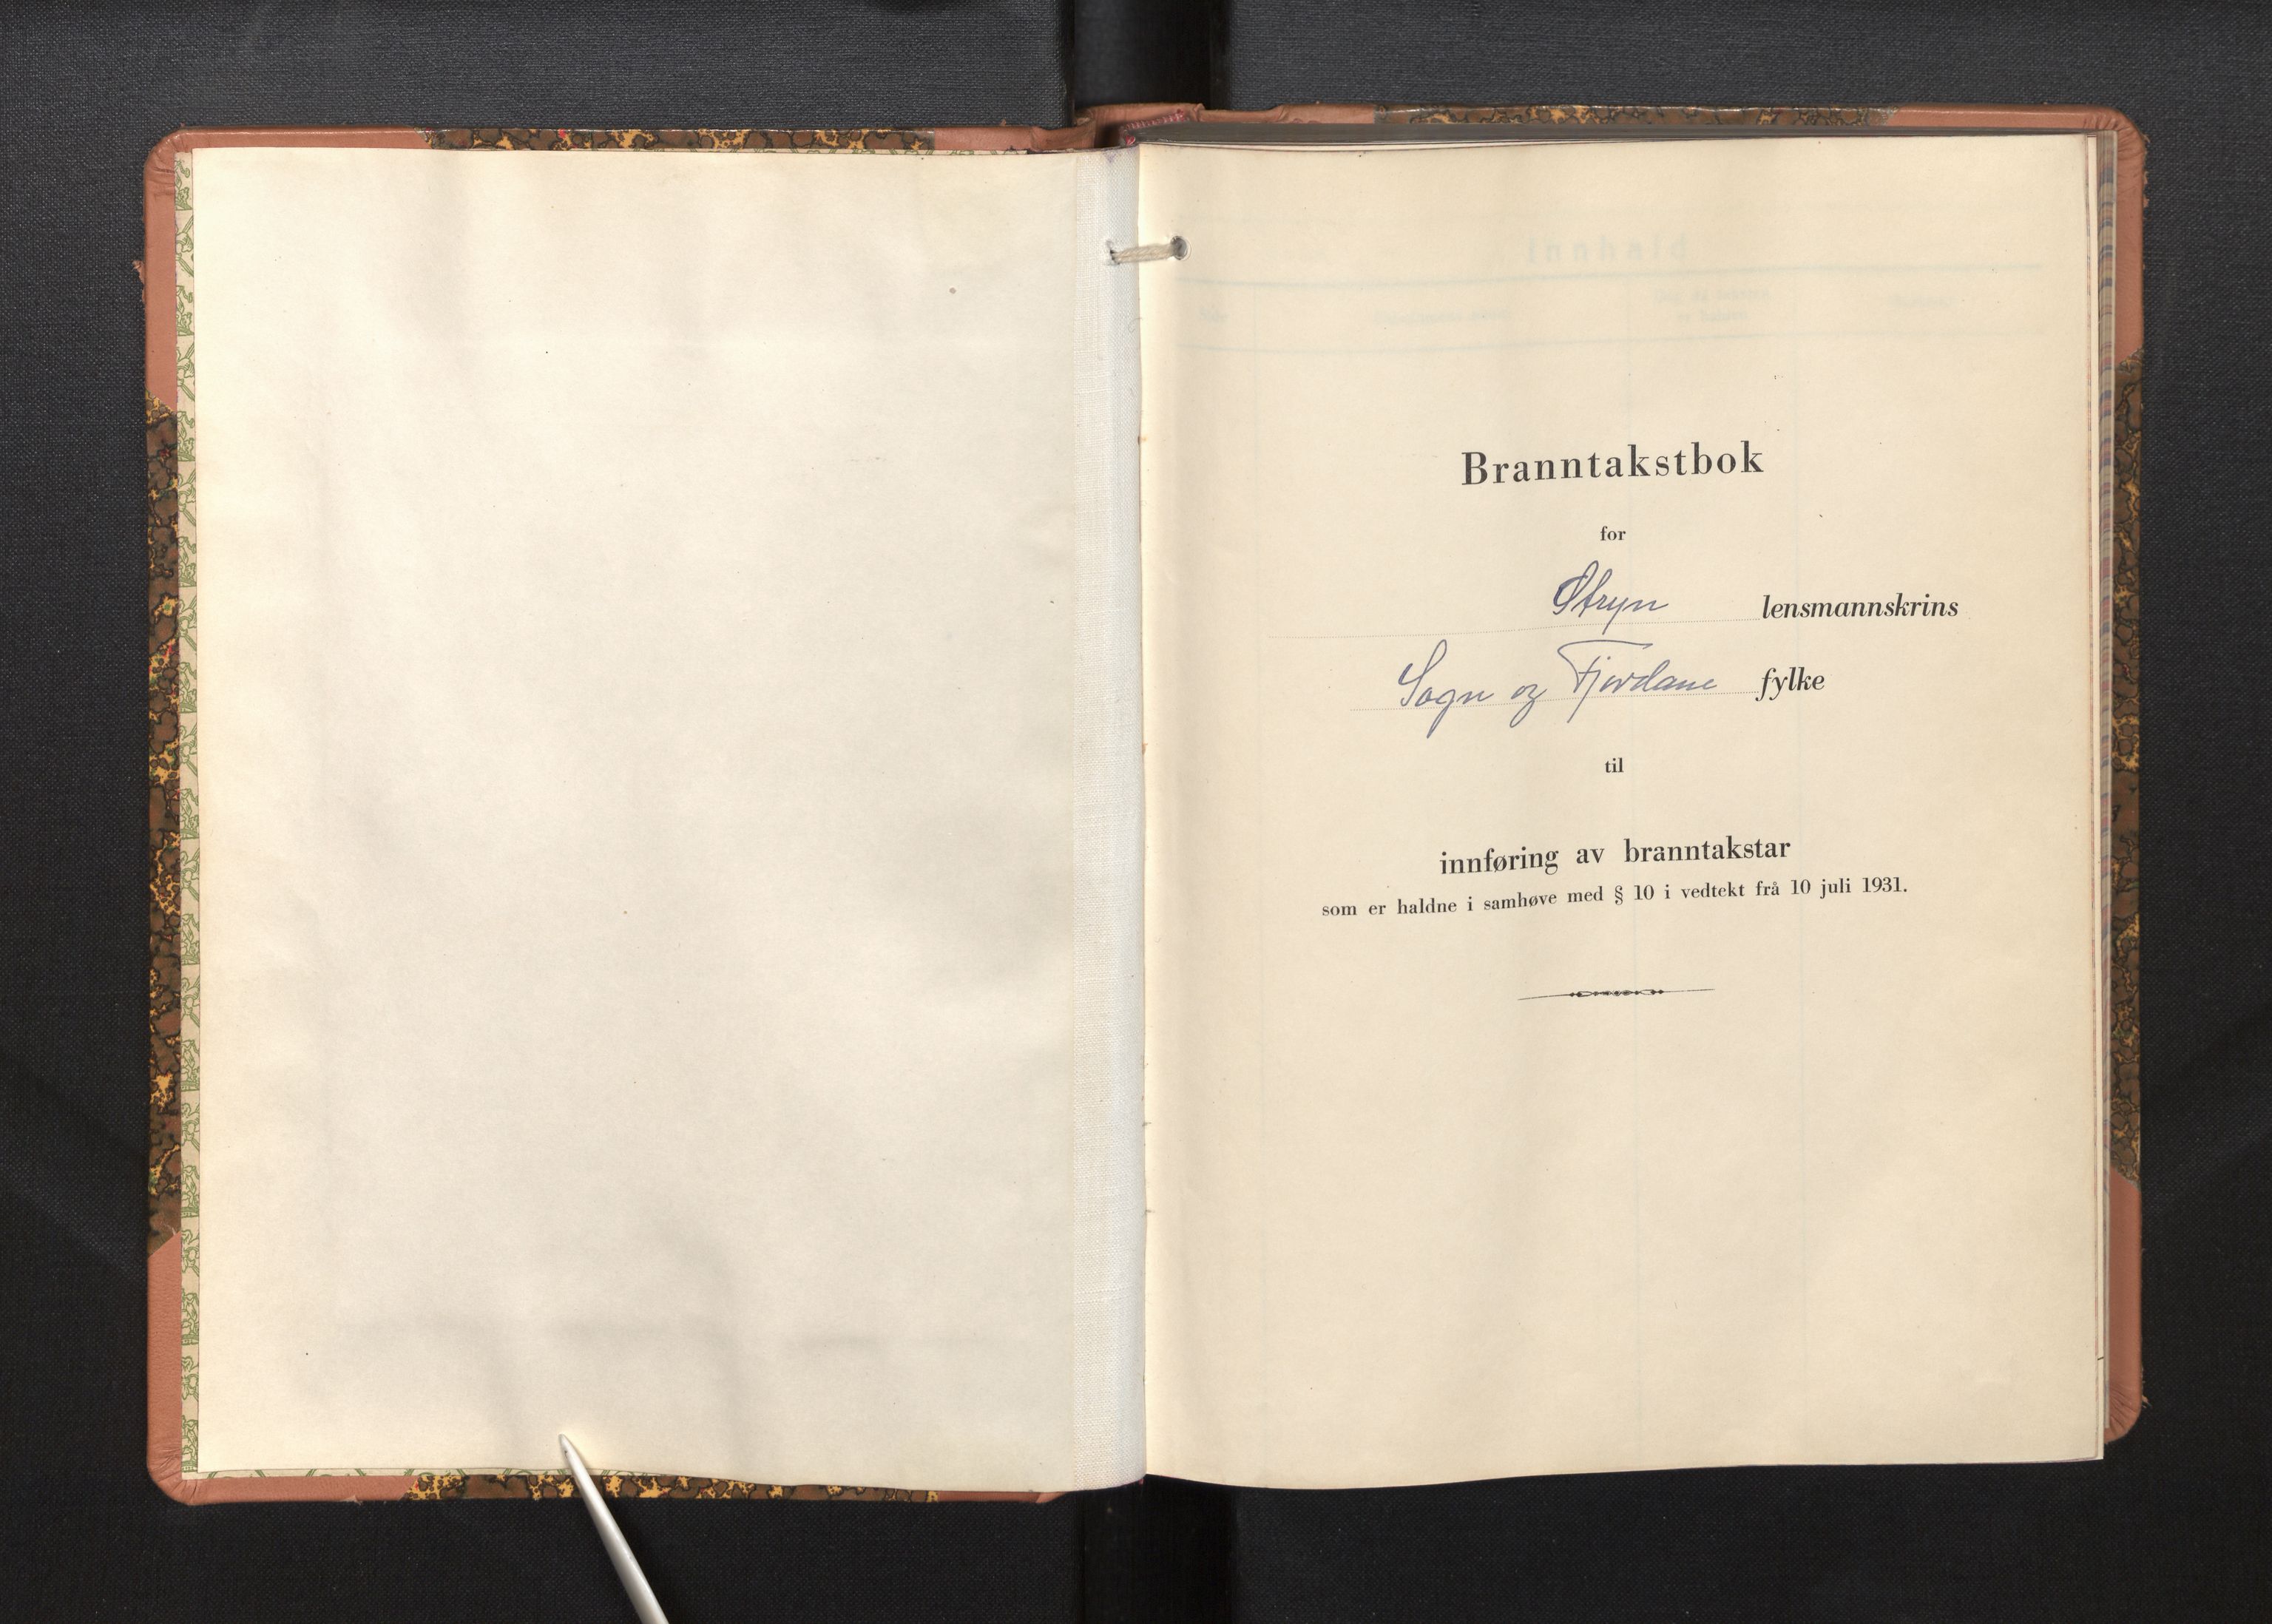 Innhald
Branntakstbok
for
Stryn lensmannskrins
Sogn og Fjordane fylke
til
innføring av branntakstar
som er haldne i samhøve med § 10 i vedtekt frå 10 juli 1931.